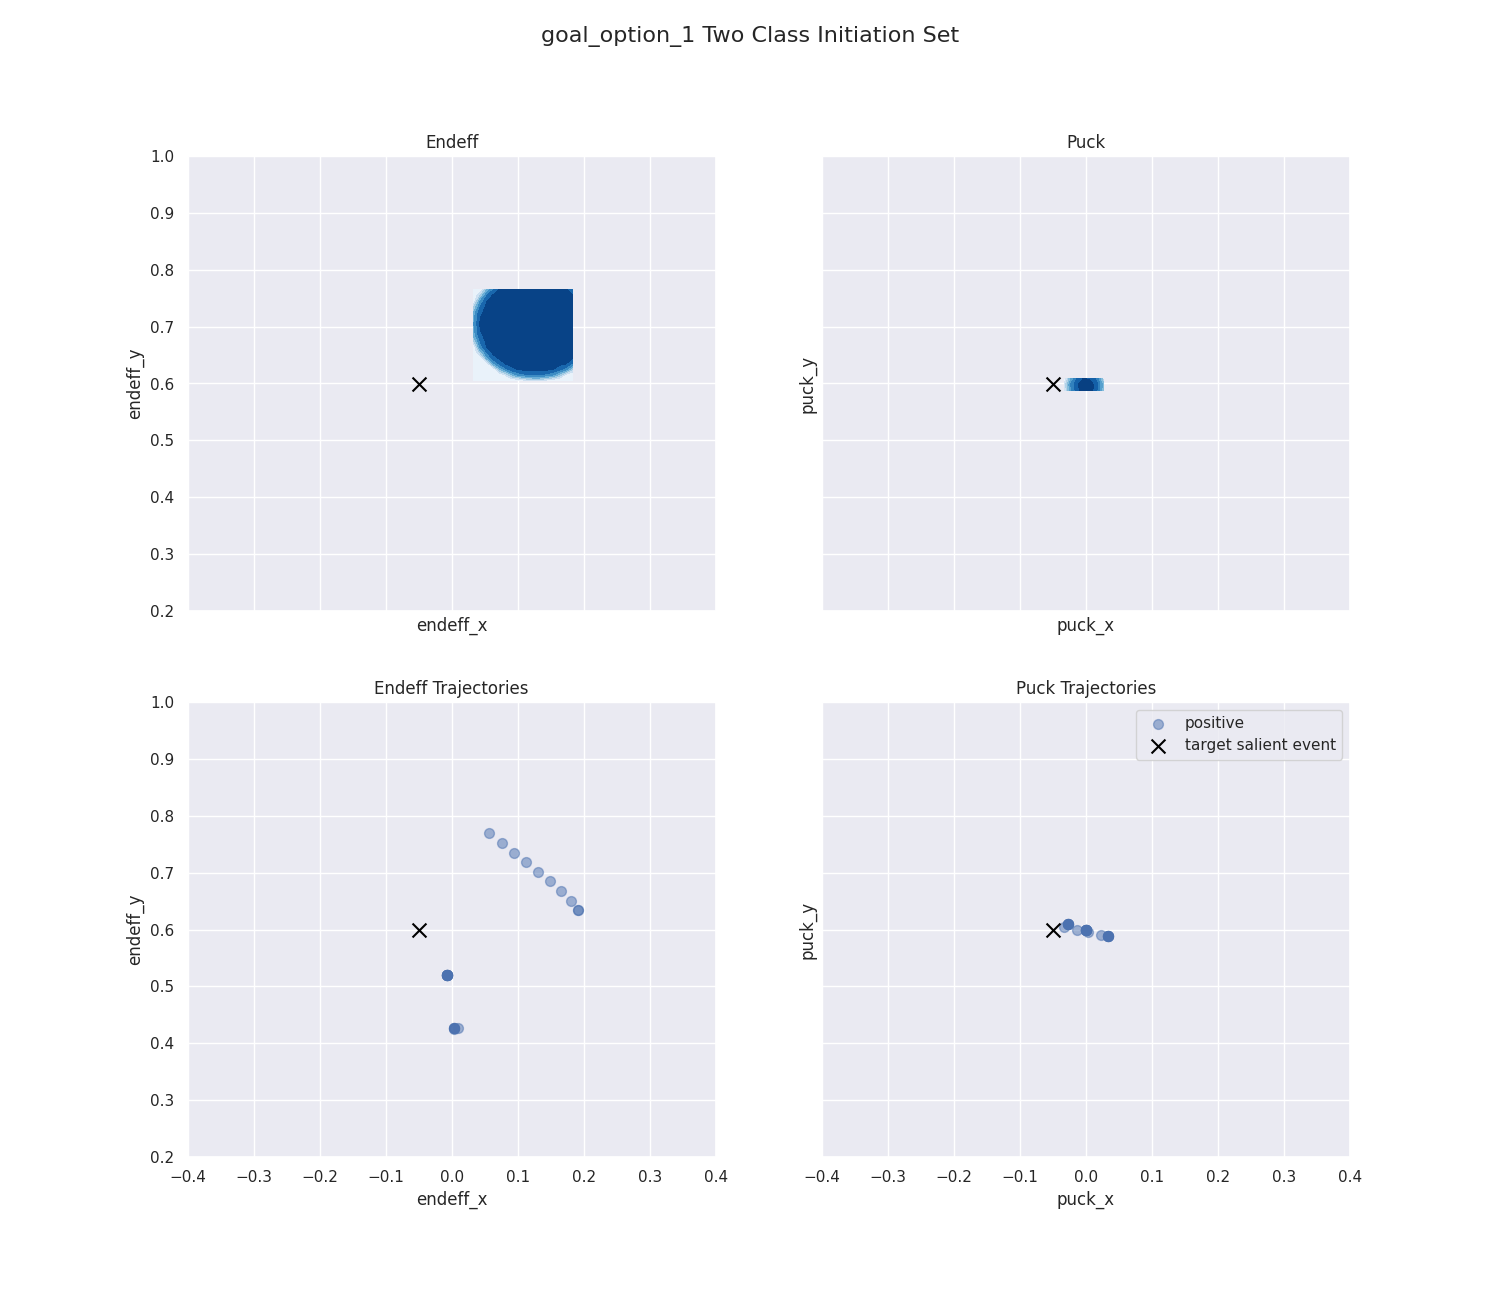 goal_option_1 Two Class Initiation Set
Endeff
1.0
0.9
0.8
0.7
0.6
0.5
0.4
0.3
0.2
endeff_y
endeff_x
Puck
puck_y
puck_x
Endeff Trajectories
1.0
0.9
0.8
0.7
0.6
0.5
0.4
0.3
0.2
endeff_y
−0.4 −0.3 −0.2 −0.1 0.0 0.1 0.2 0.3 0.4
endeff_x
Puck Trajectories
positive
target salient event
puck_y
−0.4 −0.3 −0.2 −0.1 0.0 0.1 0.2 0.3 0.4
puck_x